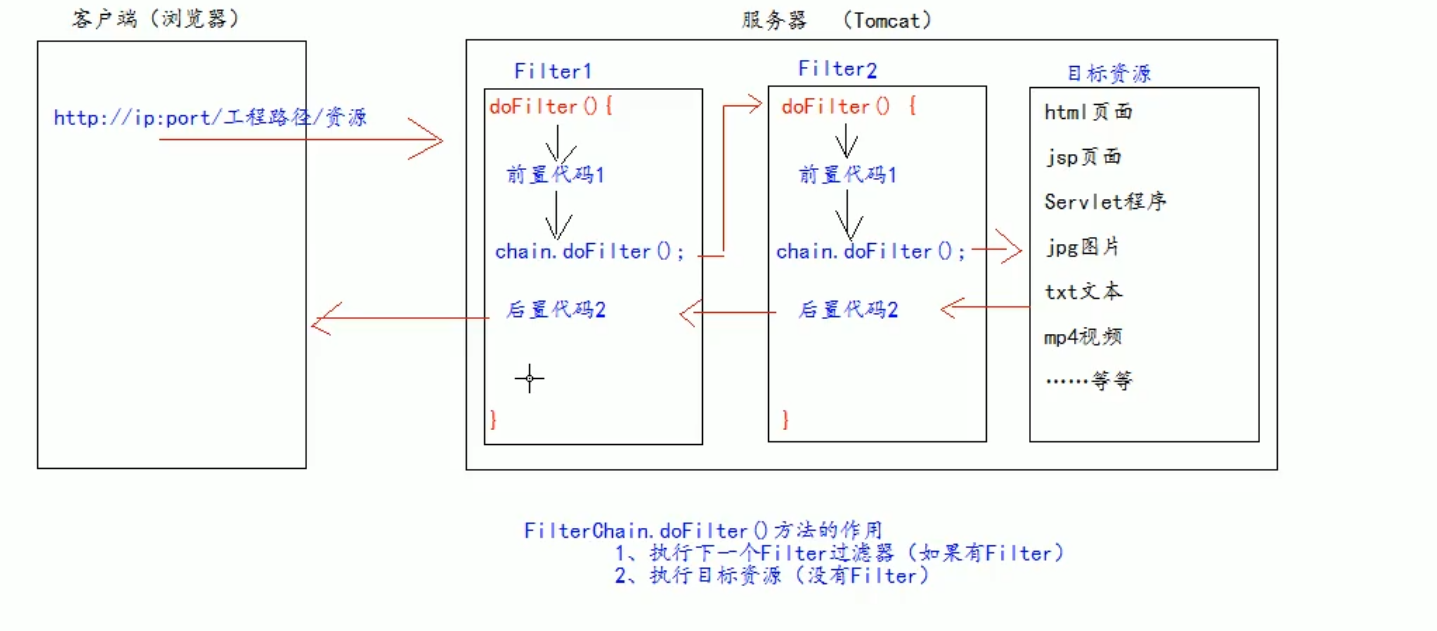 客户端（浏览器）
服务器 （Tomcat）
http://ip:port/工程路径/资源
Filter1
doFilter(){
前置代码1
chain.doFilter();
后置代码2
}
Filter2
doFilter() {
前置代码1
chain.doFilter();
后置代码2
}
目标资源
html页面
jsp页面
Servlet程序
jpg图片
txt文本
mp4视频
……等等
FilterChain.doFilter()方法的作用
1、执行下一个Filter过滤器（如果有Filter）
2、执行目标资源（没有Filter）